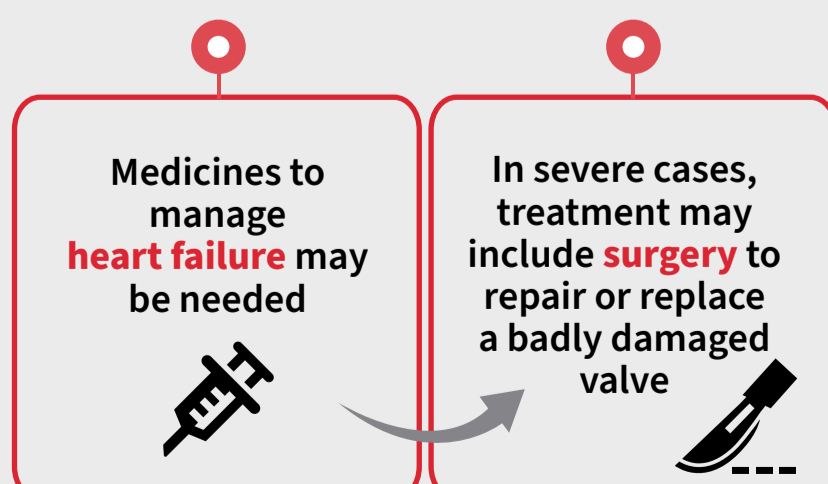 Medicines to
manage
heart failure may
be needed
In severe cases,
treatment may
include surgery to
repair or replace
a badly damaged
valve